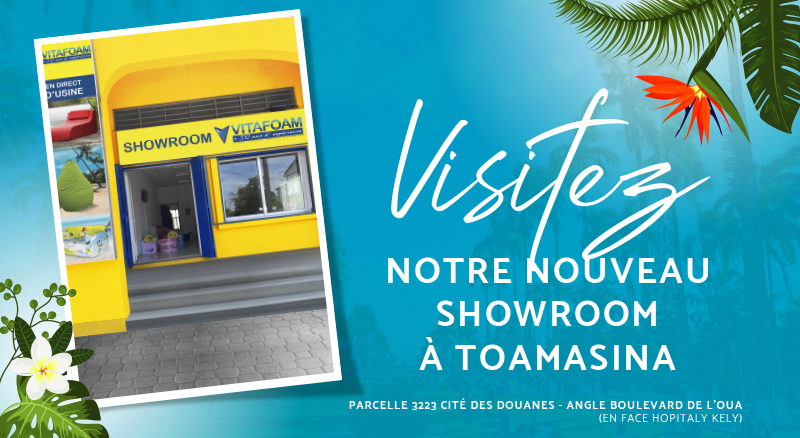 VITAFOAM
EN DIRECT
D'USINE
SHOWROOM VITAFOAM
Visitez
NOTRE NOUVEAU
SHOWROOM
À TOAMASINA
PARCELLE 3223 CITÉ DES DOUANES - ANGLE BOULEVARD DE L'OUA
(EN FACE HOPITALY KELY)